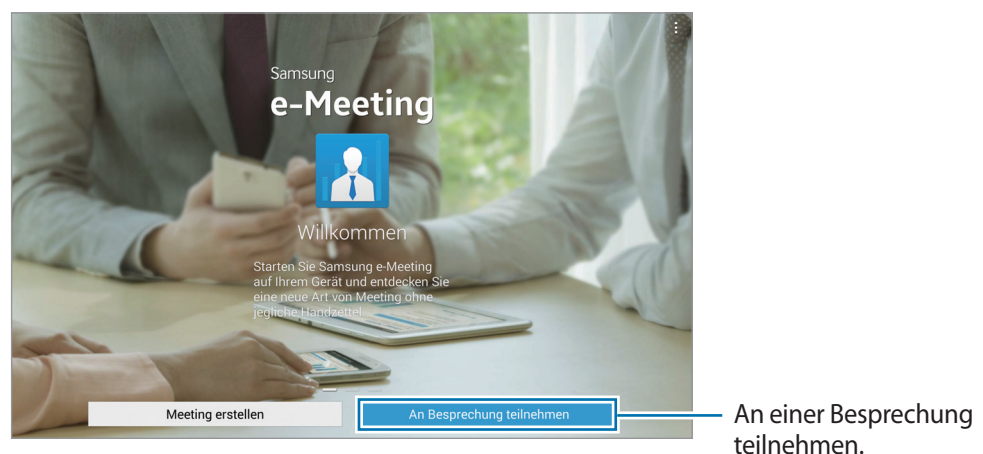 Samsung
e-Meeting
Willkommen
Starten Sie Samsung e-Meeting
auf Ihrem Gerät und entdecken Sie
eine neue Art von Meeting ohne
jegliche Handzettel.
Meeting erstellen
An Besprechung teilnehmen
An einer Besprechung
teilnehmen.